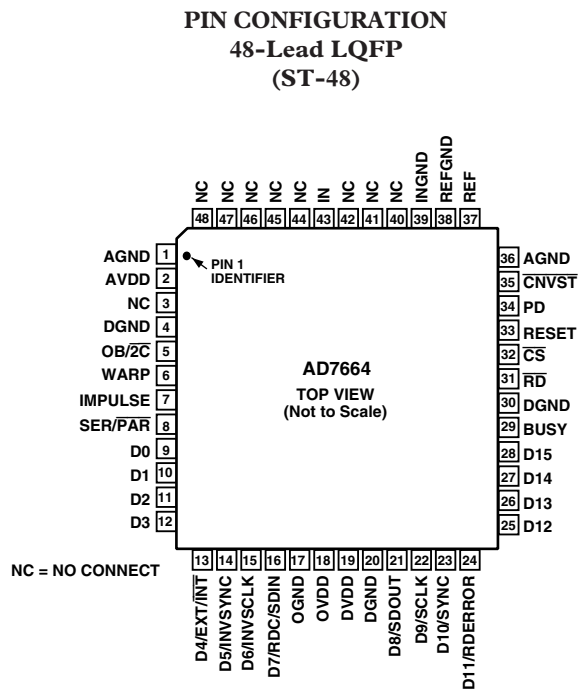 PIN CONFIGURATION
48-Lead LQFP
(ST-48)
NC
NC
NC
NC
NC
IN
NC
NC
NC
INGND
REFGND
REF
48 47 46 45 44 43 42 41 40 39 38 37
AGND 1
AVDD 2
NC 3
DGND 4
OB/2C 5
WARP 6
IMPULSE 7
SER/PAR 8
D0 9
D1 10
D2 11
D3 12
PIN 1
IDENTIFIER
AD7664
TOP VIEW
(Not to Scale)
36 AGND
35 CNVST
34 PD
33 RESET
32 CS
31 RD
30 DGND
29 BUSY
28 D15
27 D14
26 D13
25 D12
13 14 15 16 17 18 19 20 21 22 23 24
NC = NO CONNECT
D4/EXT/INT
D5/INVSYNC
D6/INVSCLK
D7/RDC/SDIN
OGND
OVDD
DVDD
DGND
D8/SDOUT
D9/SCLK
D10/SYNC
D11/RDERROR